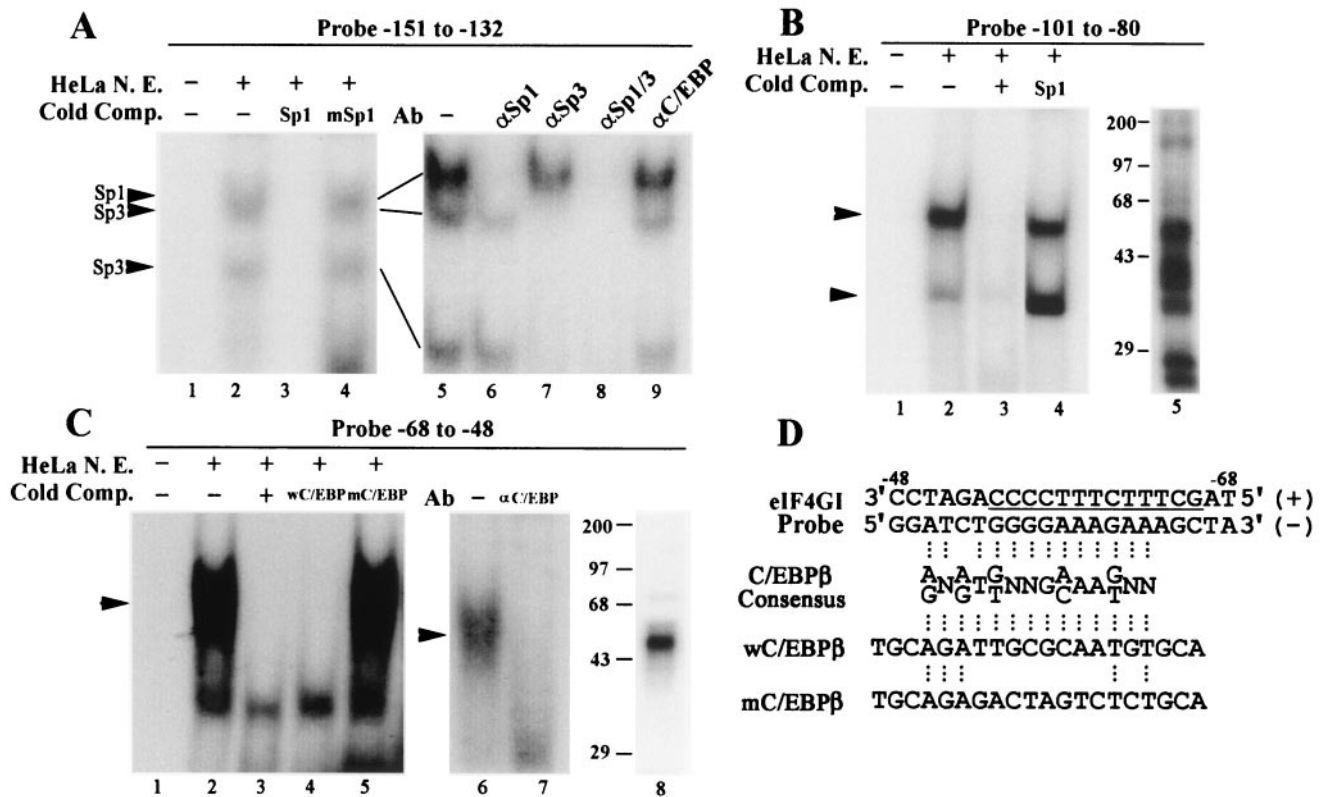 A
Probe -151 to -132
HeLa N. E. − + + +
Cold Comp. − − Sp1 mSp1
Ab − αSp1 αSp3 αSp1/3 αC/EBP
Sp1
Sp3
Sp3
1 2 3 4 5 6 7 8 9
B
Probe -101 to -80
HeLa N. E. − + + +
Cold Comp. − − + Sp1
200
97
68
43
29
1 2 3 4 5
C
Probe -68 to -48
HeLa N. E. − + + + +
Cold Comp. − − + wC/EBP mC/EBP
Ab − αC/EBP
200
97
68
43
29
1 2 3 4 5 6 7 8
D
-48 -68
eIF4GI 3'CCTAGACCCCTTTCTTTCGAT5' (+)
Probe 5'GGATCTGGGGAAAGAAAGCTA3' (−)
C/EBPβ
Consensus
A A G A G
NTNNGAANN
G G T C T
wC/EBPβ TGCAGATTGCGCAATGTGCA
mC/EBPβ TGCAGAGACTAGTCTCTGCA